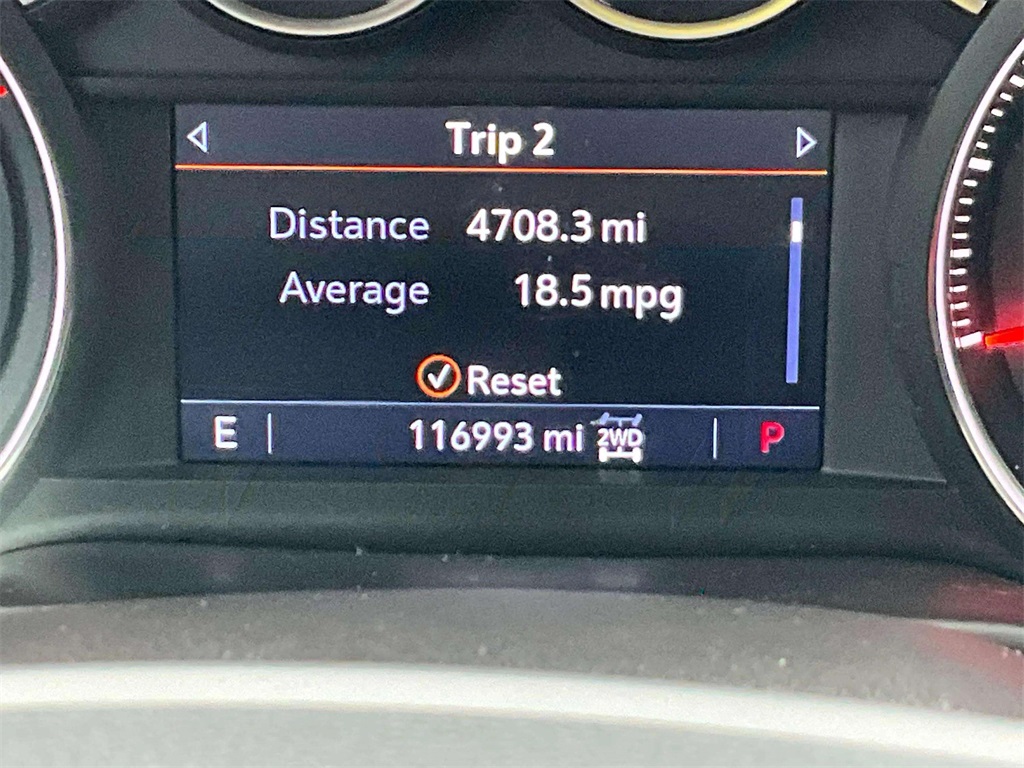 Trip 2
Distance 4708.3 mi
Average 18.5 mpg
Reset
E 116993 mi 2WD P